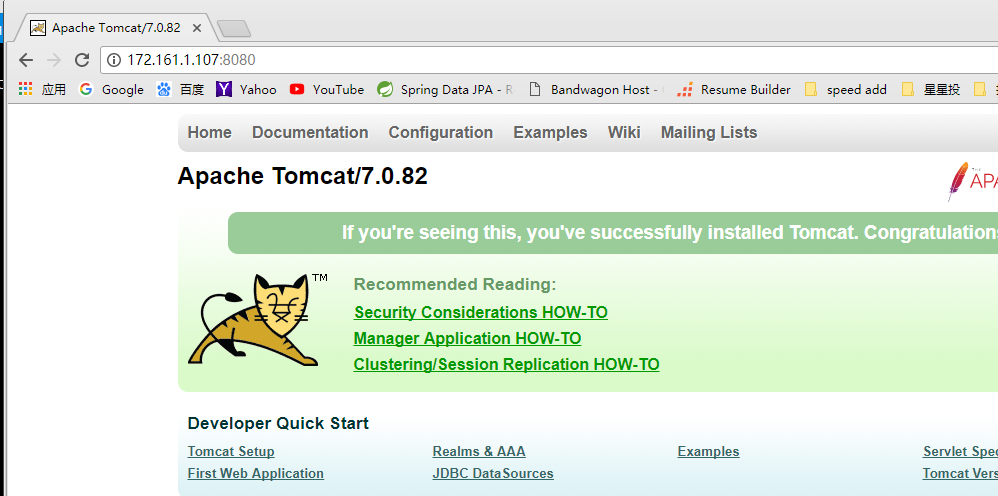 Apache Tomcat/7.0.82
172.161.1.107:8080
应用 Google 百度 Yahoo YouTube Spring Data JPA - R Bandwagon Host - Resume Builder speed add 星星投
Home Documentation Configuration Examples Wiki Mailing Lists
Apache Tomcat/7.0.82
THE
APA
If you're seeing this, you've successfully installed Tomcat. Congratulations
TM
Recommended Reading:
Security Considerations HOW-TO
Manager Application HOW-TO
Clustering/Session Replication HOW-TO
Developer Quick Start
Tomcat Setup Realms & AAA Examples Servlet Spec
First Web Application JDBC DataSources Tomcat Vers